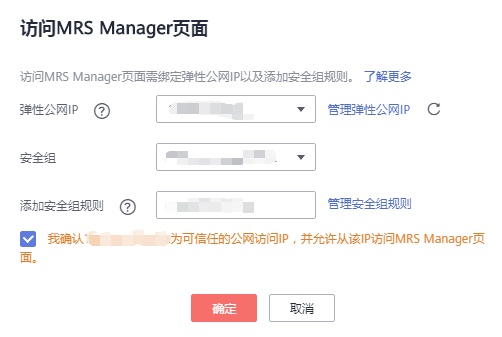 访问MRS Manager页面
访问MRS Manager页面需绑定弹性公网IP以及添加安全组规则。 了解更多
弹性公网IP ? 管理弹性公网IP
安全组
添加安全组规则 ? 管理安全组规则
我确认 为可信任的公网访问IP，并允许从该IP访问MRS Manager页
面。
确定 取消